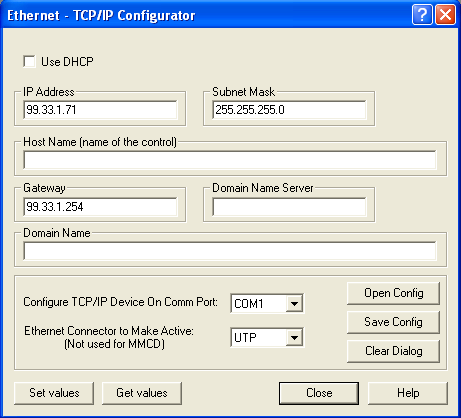 Ethernet - TCP/IP Configurator
Use DHCP
IP Address
Subnet Mask
99.33.1.71
255.255.255.0
Host Name (name of the control)
Gateway
Domain Name Server
99.33.1.254
Domain Name
Configure TCP/IP Device On Comm Port:
COM1
Open Config
Save Config
Ethernet Connector to Make Active:
(Not used for MMCD)
UTP
Clear Dialog
Set values
Get values
Close
Help